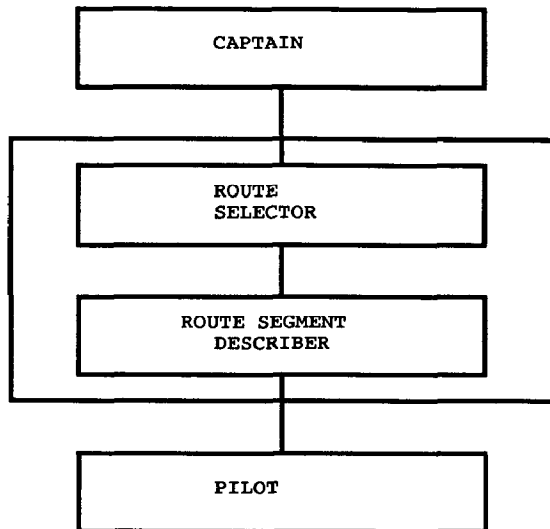 CAPTAIN
ROUTE
SELECTOR
ROUTE SEGMENT
DESCRIBER
PILOT